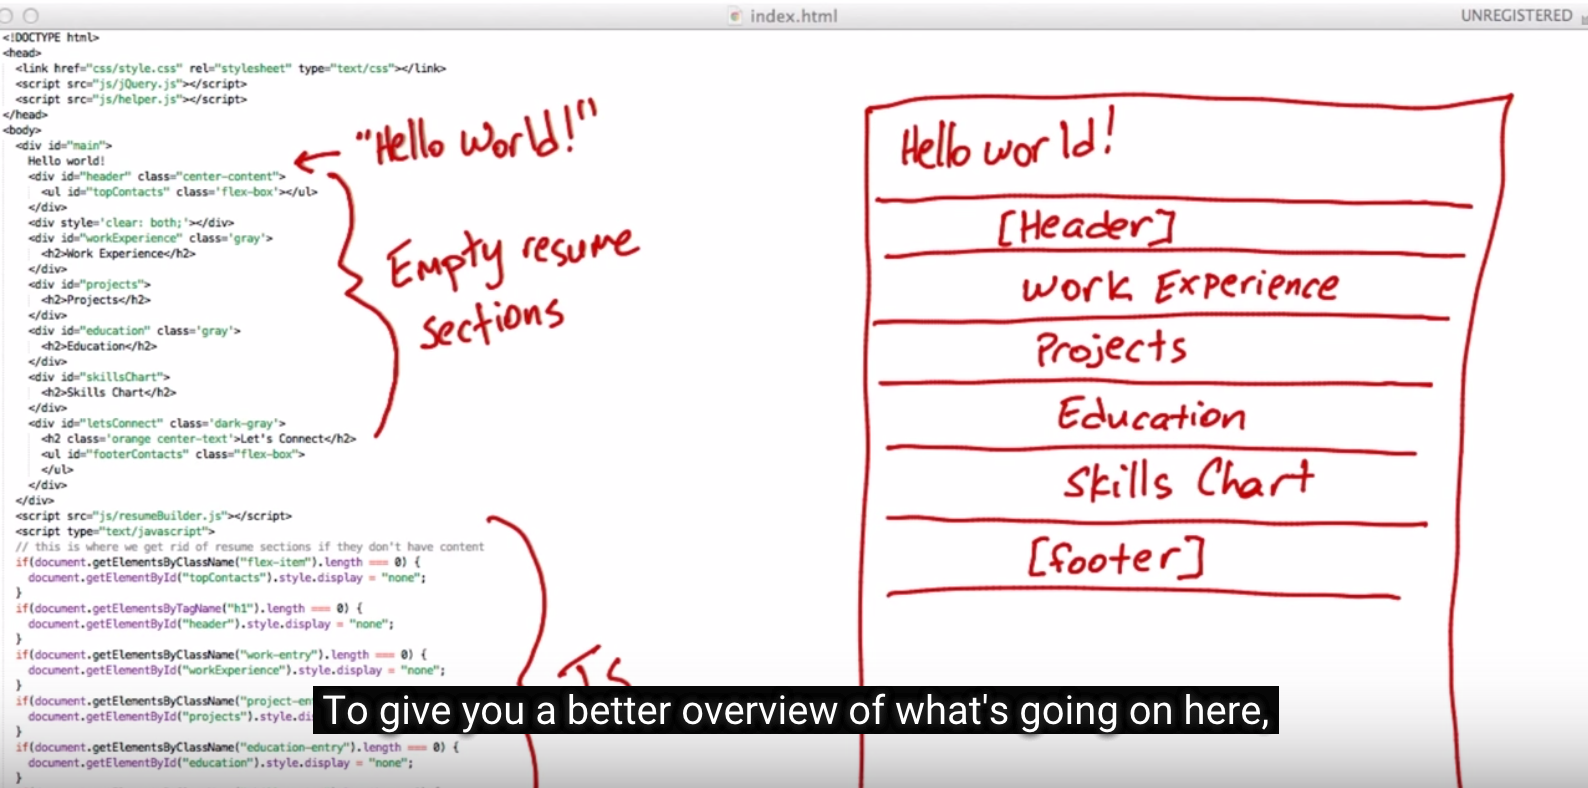 index.html
UNREGISTERED
<!DOCTYPE html>
<head>
<link href="css/style.css" rel="stylesheet" type="text/css"></link>
<script src="js/jQuery.js"></script>
<script src="js/helper.js"></script>
</head>
<body>
<div id="main">
Hello world!
<div id="header" class="center-content">
<ul id="topContacts" class='flex-box'></ul>
</div>
<div style='clear: both;'></div>
<div id="workExperience" class='gray'>
<h2>Work Experience</h2>
</div>
<div id="projects">
<h2>Projects</h2>
</div>
<div id="education" class='gray'>
<h2>Education</h2>
</div>
<div id="skillsChart">
<h2>Skills Chart</h2>
</div>
<div id="letsConnect" class='dark-gray'>
<h2 class='orange center-text'>Let's Connect</h2>
<ul id="footerContacts" class="flex-box">
</ul>
</div>
</div>
<script src="js/resumeBuilder.js"></script>
<script type="text/javascript">
// this is where we get rid of resume sections if they don't have content
if(document.getElementsByClassName("flex-item").length === 0) {
document.getElementById("topContacts").style.display = "none";
}
if(document.getElementsByTagName("h1").length === 0) {
document.getElementById("header").style.display = "none";
}
if(document.getElementsByClassName("work-entry").length === 0) {
document.getElementById("workExperience").style.display = "none";
}
if(document.getElementsByClassName("project-en
document.getElementById("projects").style.di
}
if(document.getElementsByClassName("education-entry").length === 0) {
document.getElementById("education").style.display = "none";
}
"Hello World!"
Empty resume
sections
JS
Hello world!
[Header]
Work Experience
Projects
Education
Skills Chart
[footer]
To give you a better overview of what's going on here,